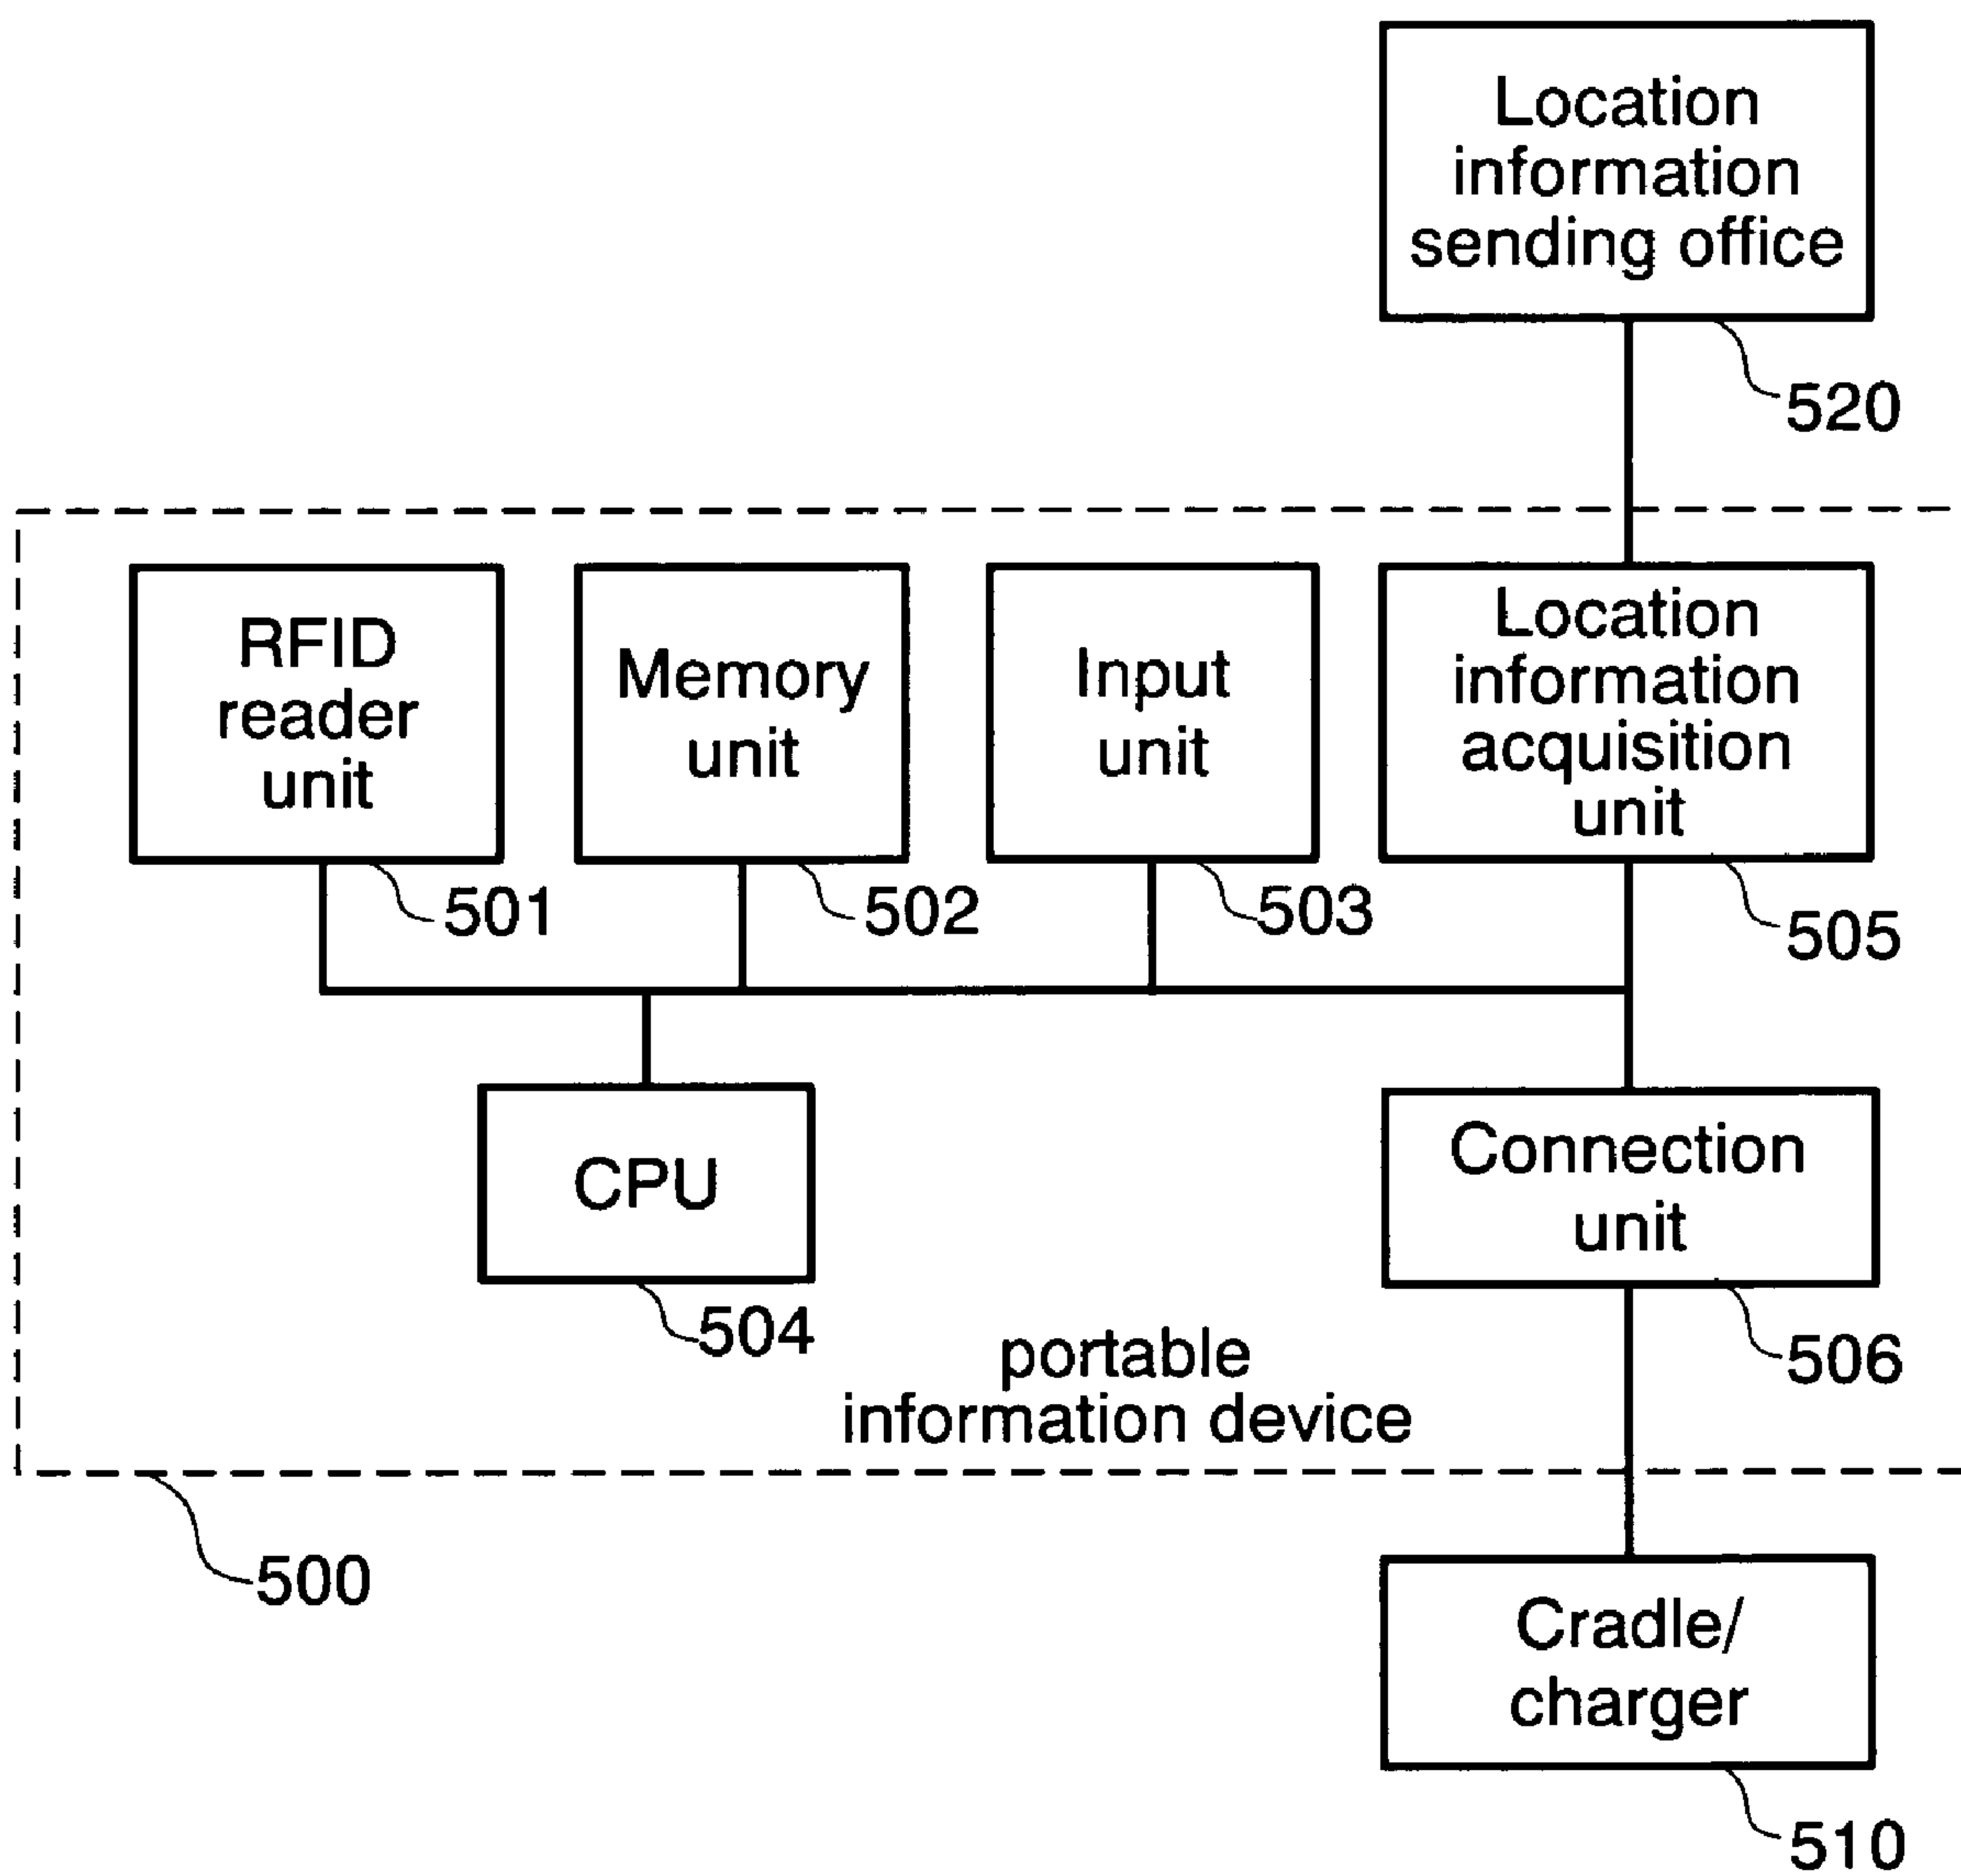 Location
information
sending office
520
RFID
reader
unit
501
Memory
unit
502
Input
unit
503
Location
information
acquisition
unit
505
CPU
504
Connection
unit
506
portable
information device
500
Cradle/
charger
510